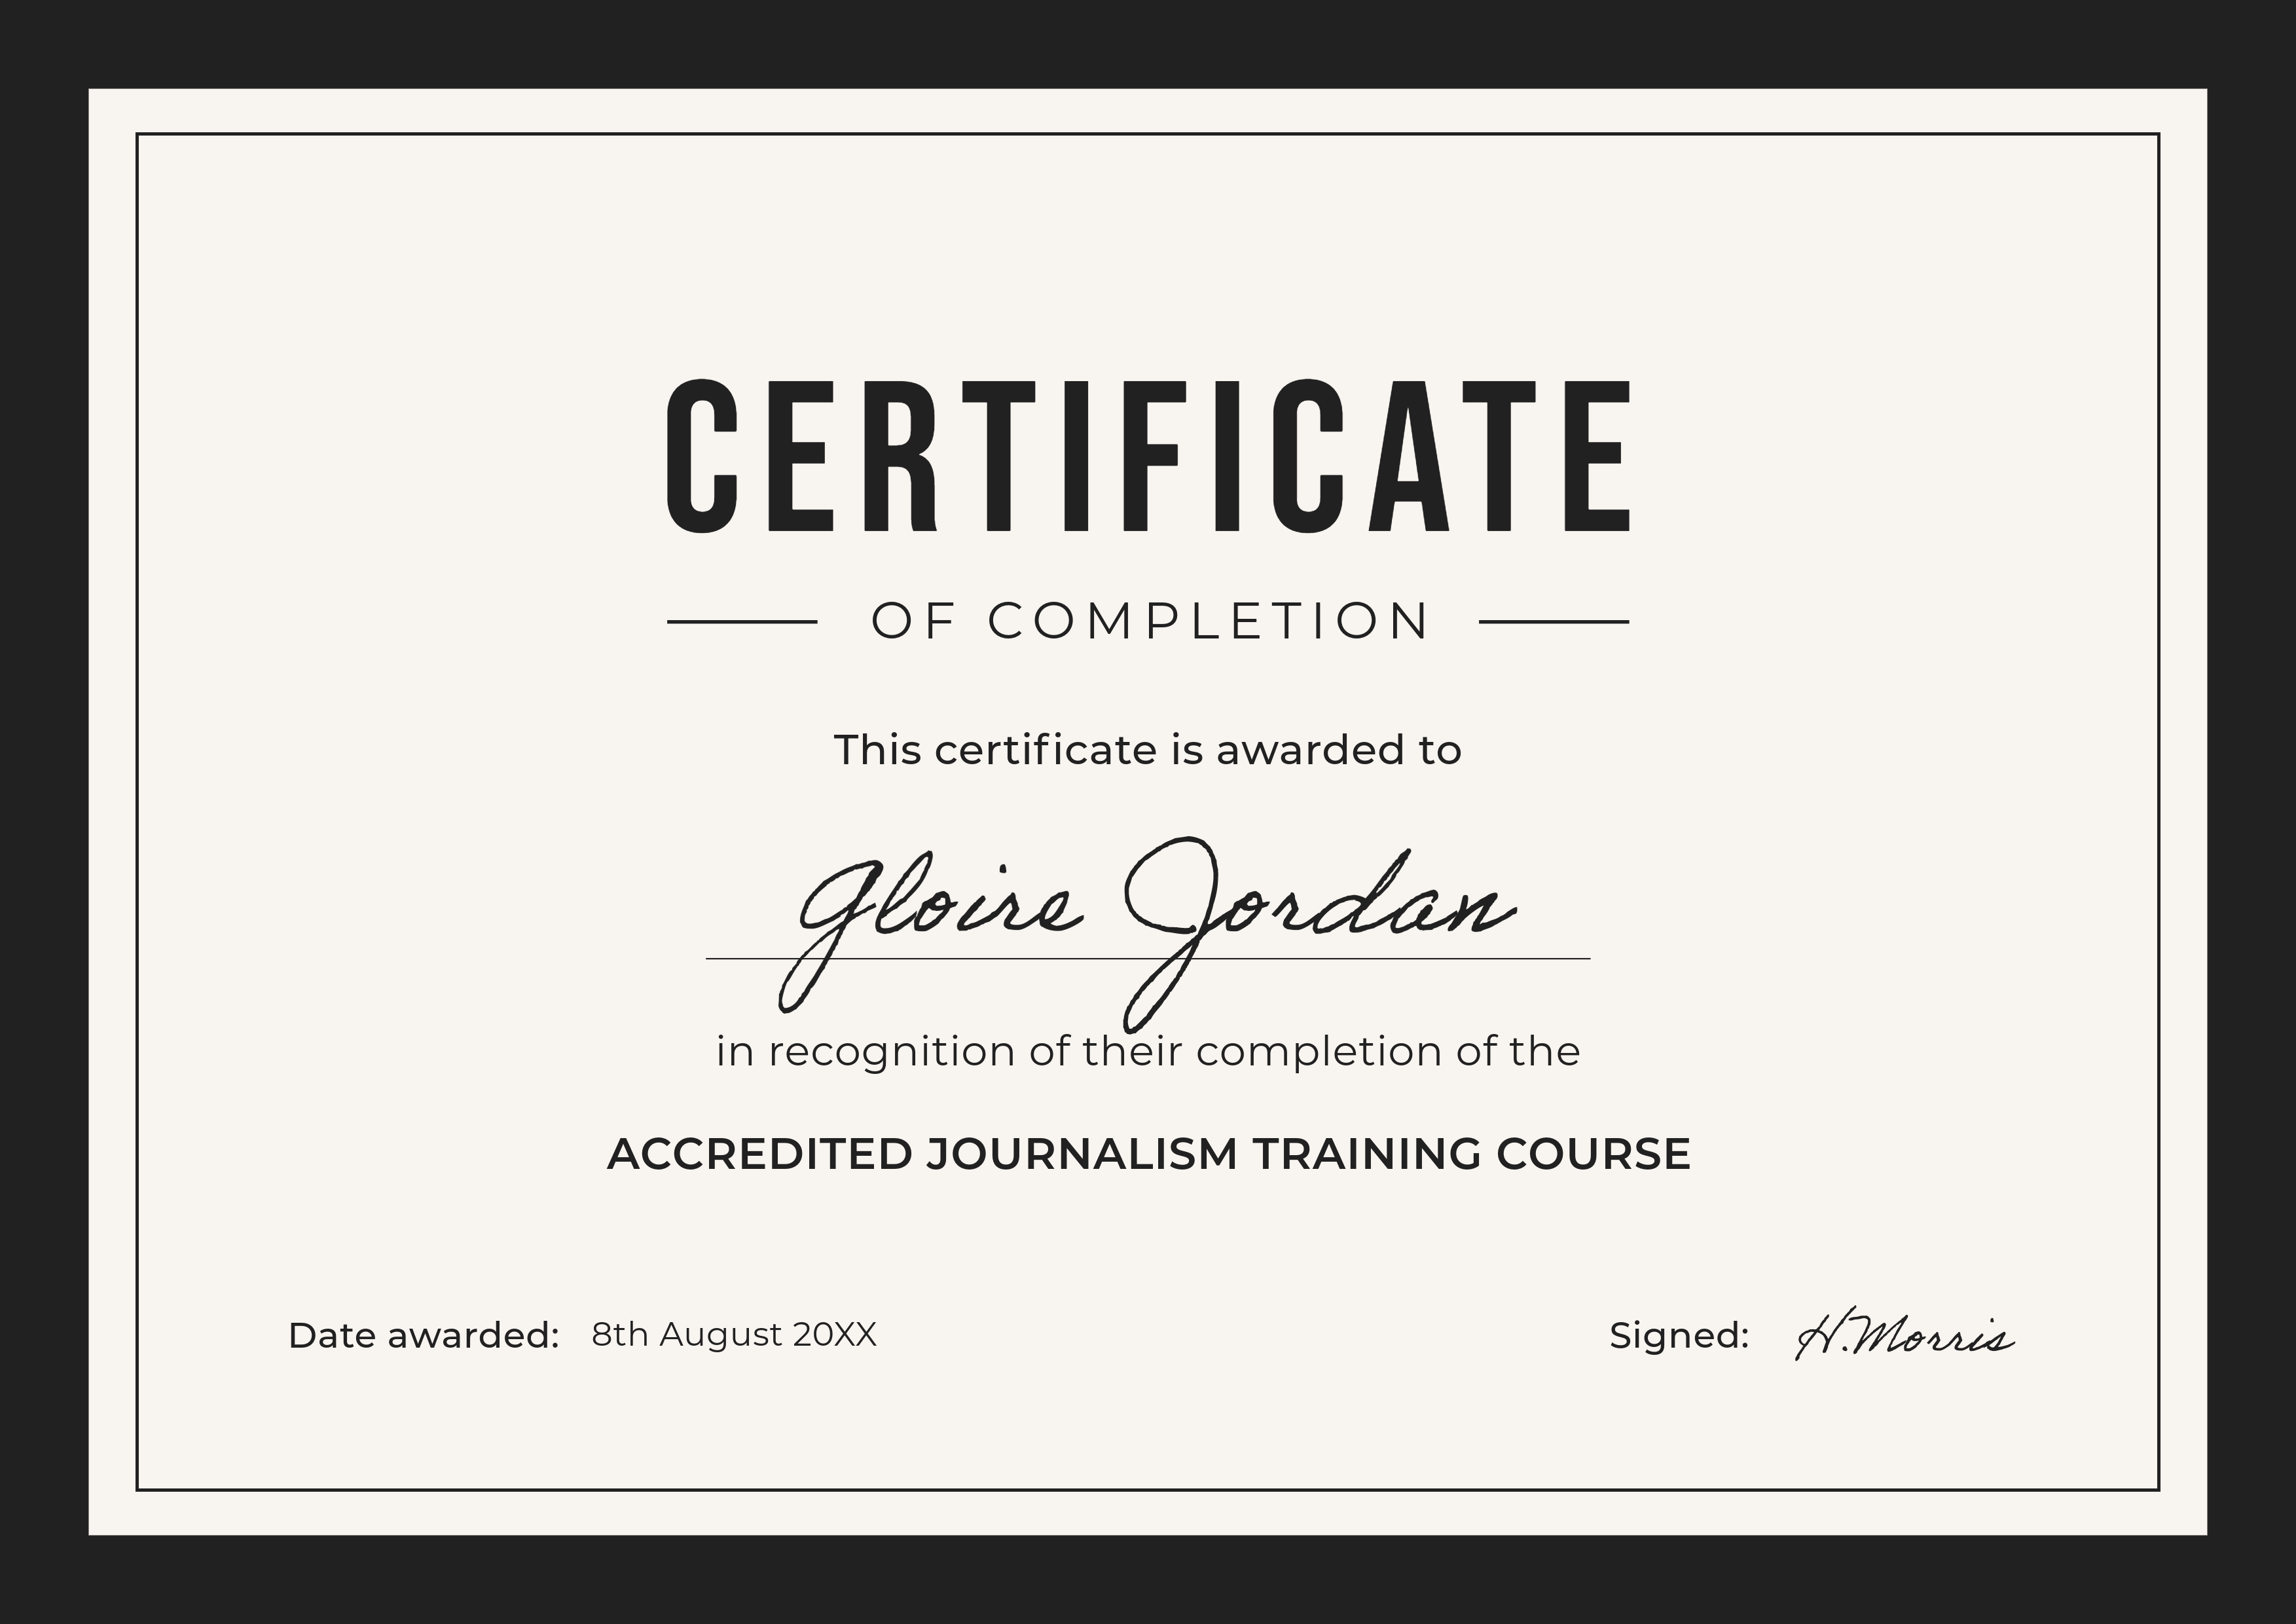 CERTIFICATE
OF COMPLETION
This certificate is awarded to
Gloire Jordan
in recognition of their completion of the
ACCREDITED JOURNALISM TRAINING COURSE
Date awarded: 8th August 20XX
Signed: H. Morris